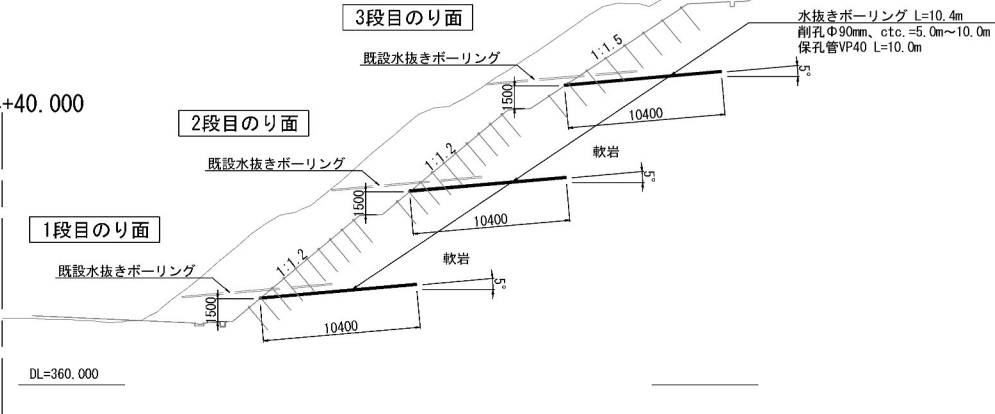 3段目のり面
水抜きボーリング L=10.4m
削孔Φ90mm、ctc.=5.0m～10.0m
保孔管VP40 L=10.0m
既設水抜きボーリング
1:1.5
5°
1500
10400
+40.000
2段目のり面
軟岩
既設水抜きボーリング
1:1.2
5°
1500
10400
1段目のり面
軟岩
既設水抜きボーリング
1:1.2
5°
1500
10400
DL=360.000